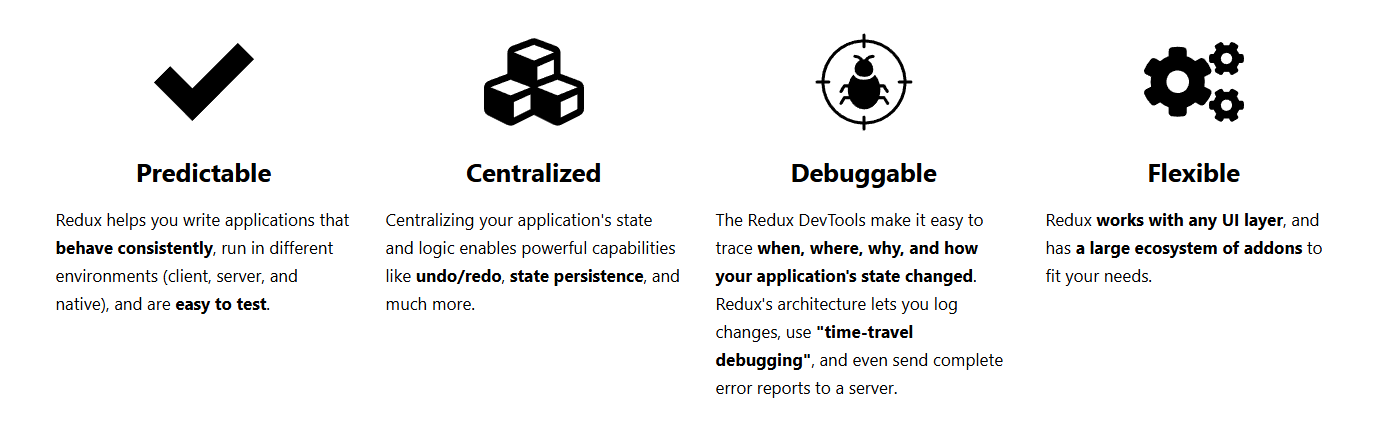 Predictable
Redux helps you write applications that
behave consistently, run in different
environments (client, server, and
native), and are easy to test.
Centralized
Centralizing your application's state
and logic enables powerful capabilities
like undo/redo, state persistence, and
much more.
Debuggable
The Redux DevTools make it easy to
trace when, where, why, and how
your application's state changed.
Redux's architecture lets you log
changes, use "time-travel
debugging", and even send complete
error reports to a server.
Flexible
Redux works with any UI layer, and
has a large ecosystem of addons to
fit your needs.